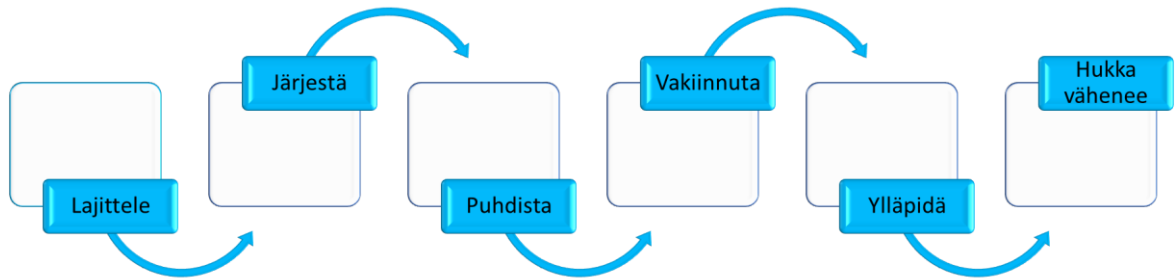 Lajittele
Järjestä
Puhdista
Vakiinnuta
Ylläpidä
Hukka
vähenee